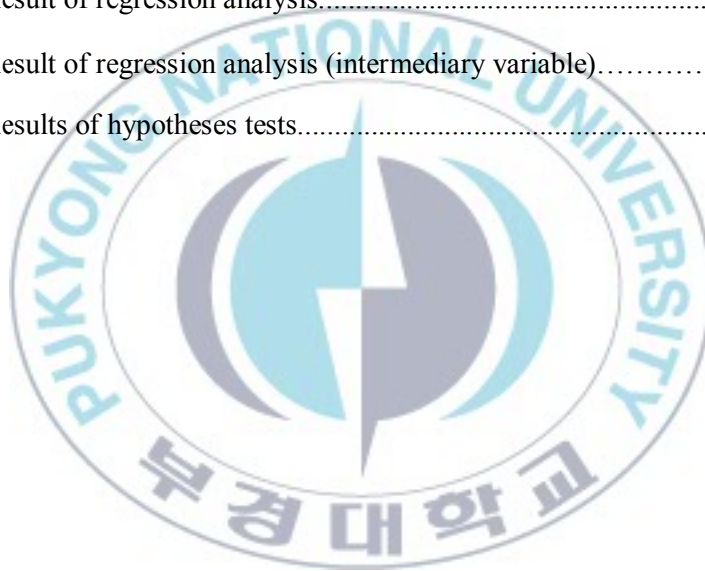 esult of regression analysis.......................................................
esult of regression analysis (intermediary variable)............
esults of hypotheses tests.......................................................
PUKYONG NATIONAL UNIVERSITY
부경대학교